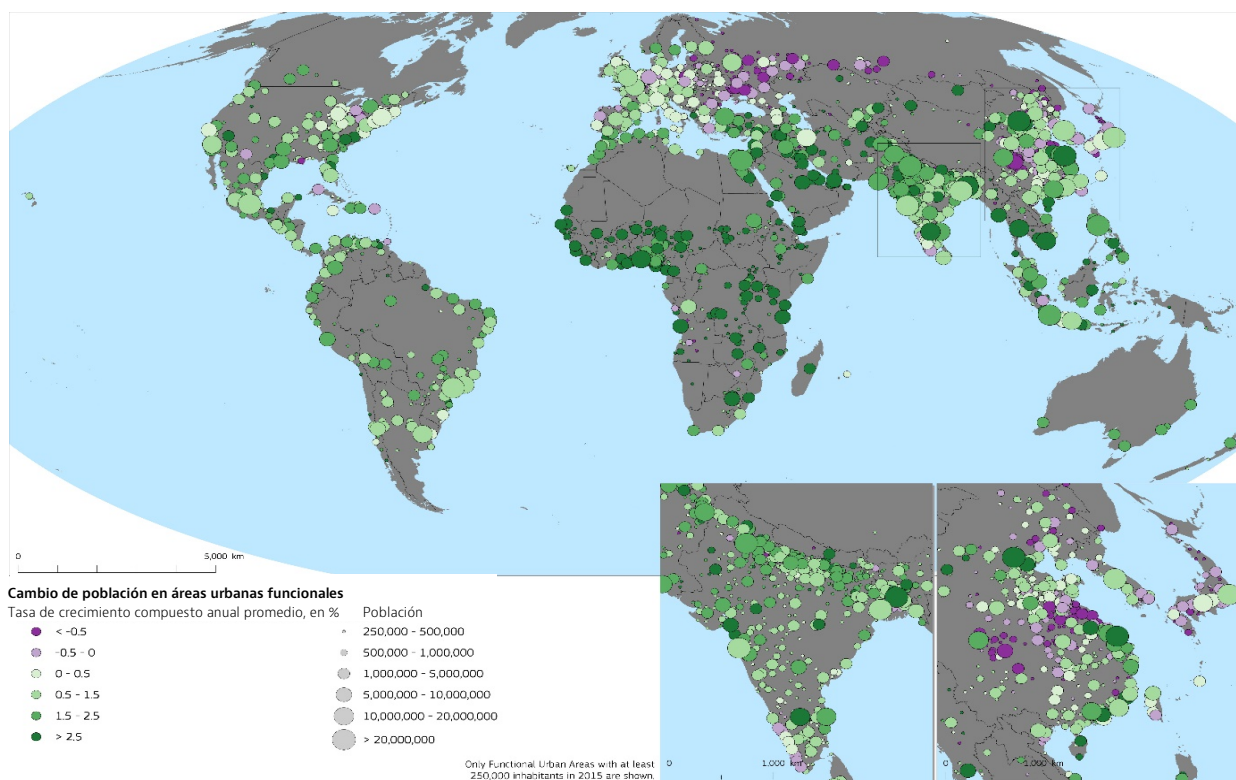 0 5,000 km
Cambio de población en áreas urbanas funcionales
Tasa de crecimiento compuesto anual promedio, en %
< -0.5
-0.5 - 0
0 - 0.5
0.5 - 1.5
1.5 - 2.5
> 2.5
Población
250,000 - 500,000
500,000 - 1,000,000
1,000,000 - 5,000,000
5,000,000 - 10,000,000
10,000,000 - 20,000,000
> 20,000,000
Only Functional Urban Areas with at least
250,000 inhabitants in 2015 are shown.
0 1,000 km
0 1,000 km